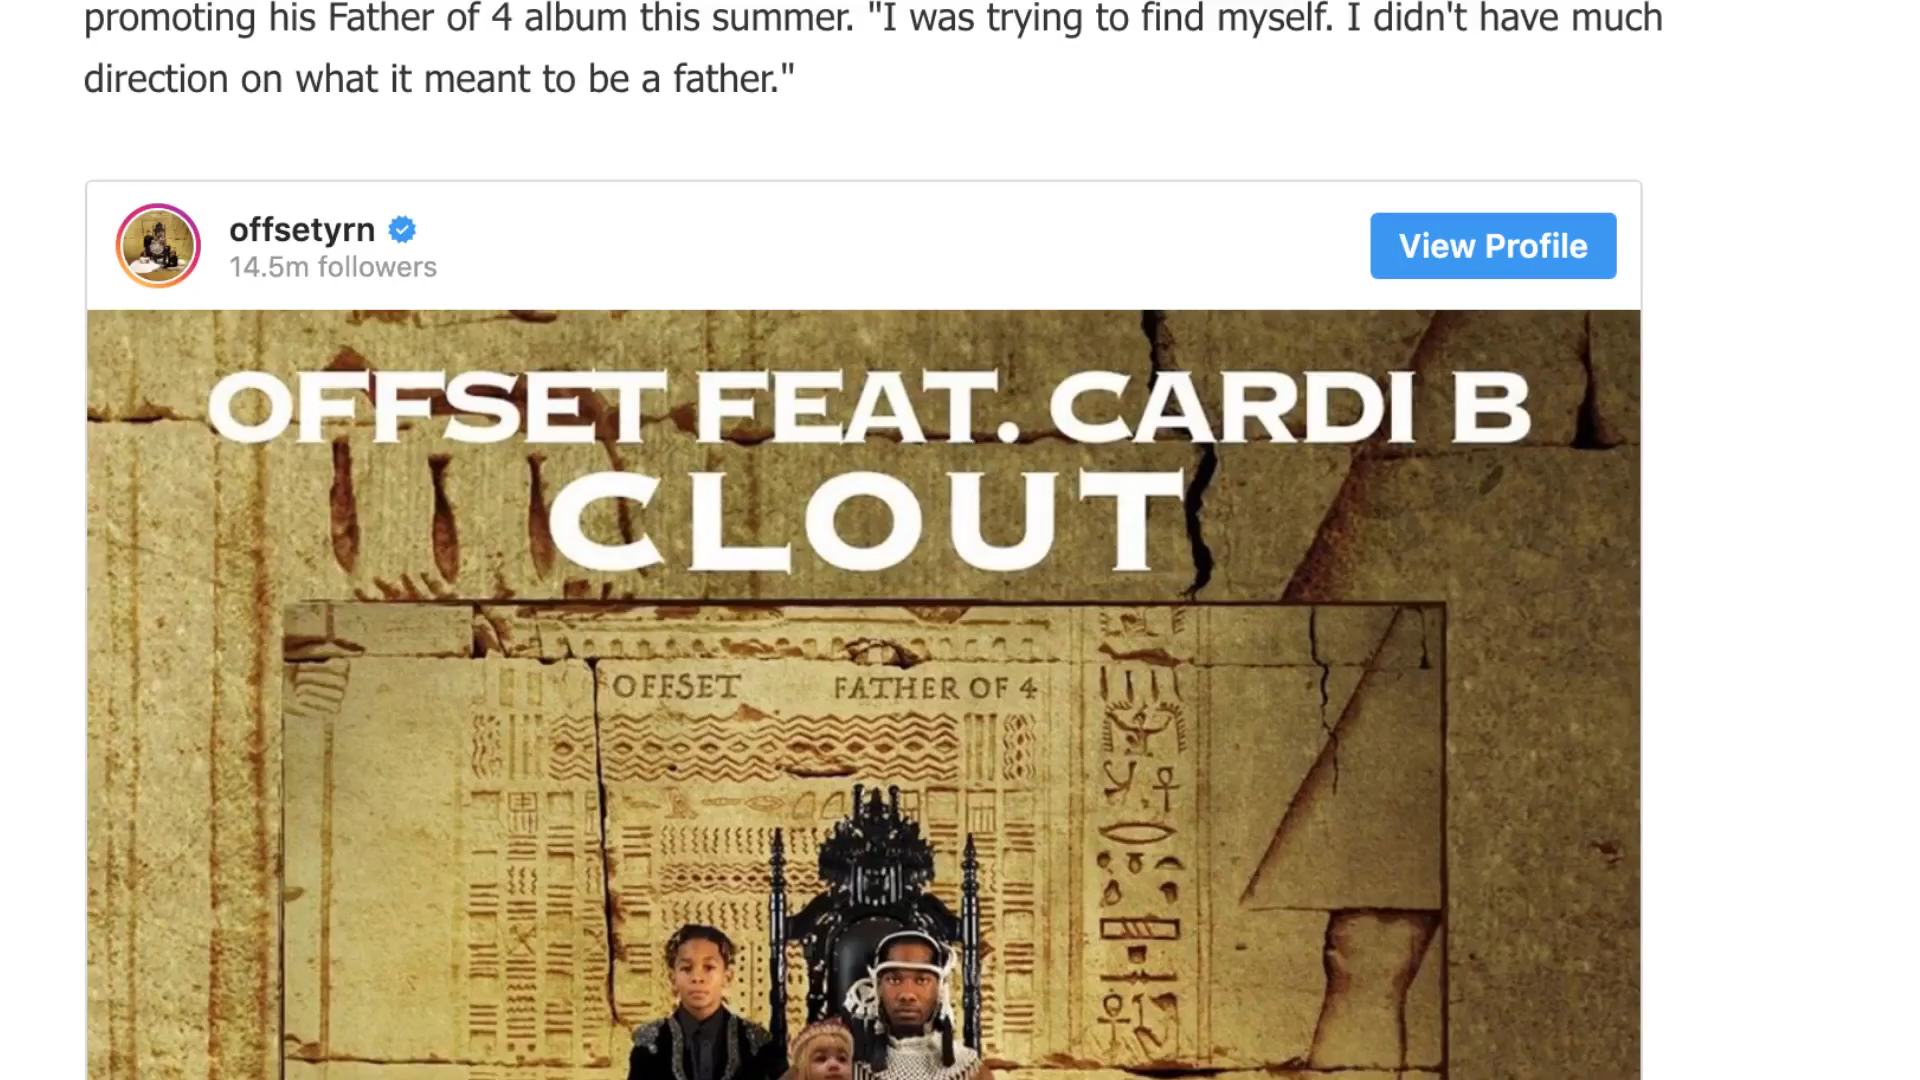 promoting his Father of 4 album this summer. "I was trying to find myself. I didn't have much
direction on what it meant to be a father."
offsetyrn
14.5m followers
View Profile
OFFSET FEAT. CARDI B
CLOUT
OFFSET FATHER OF 4